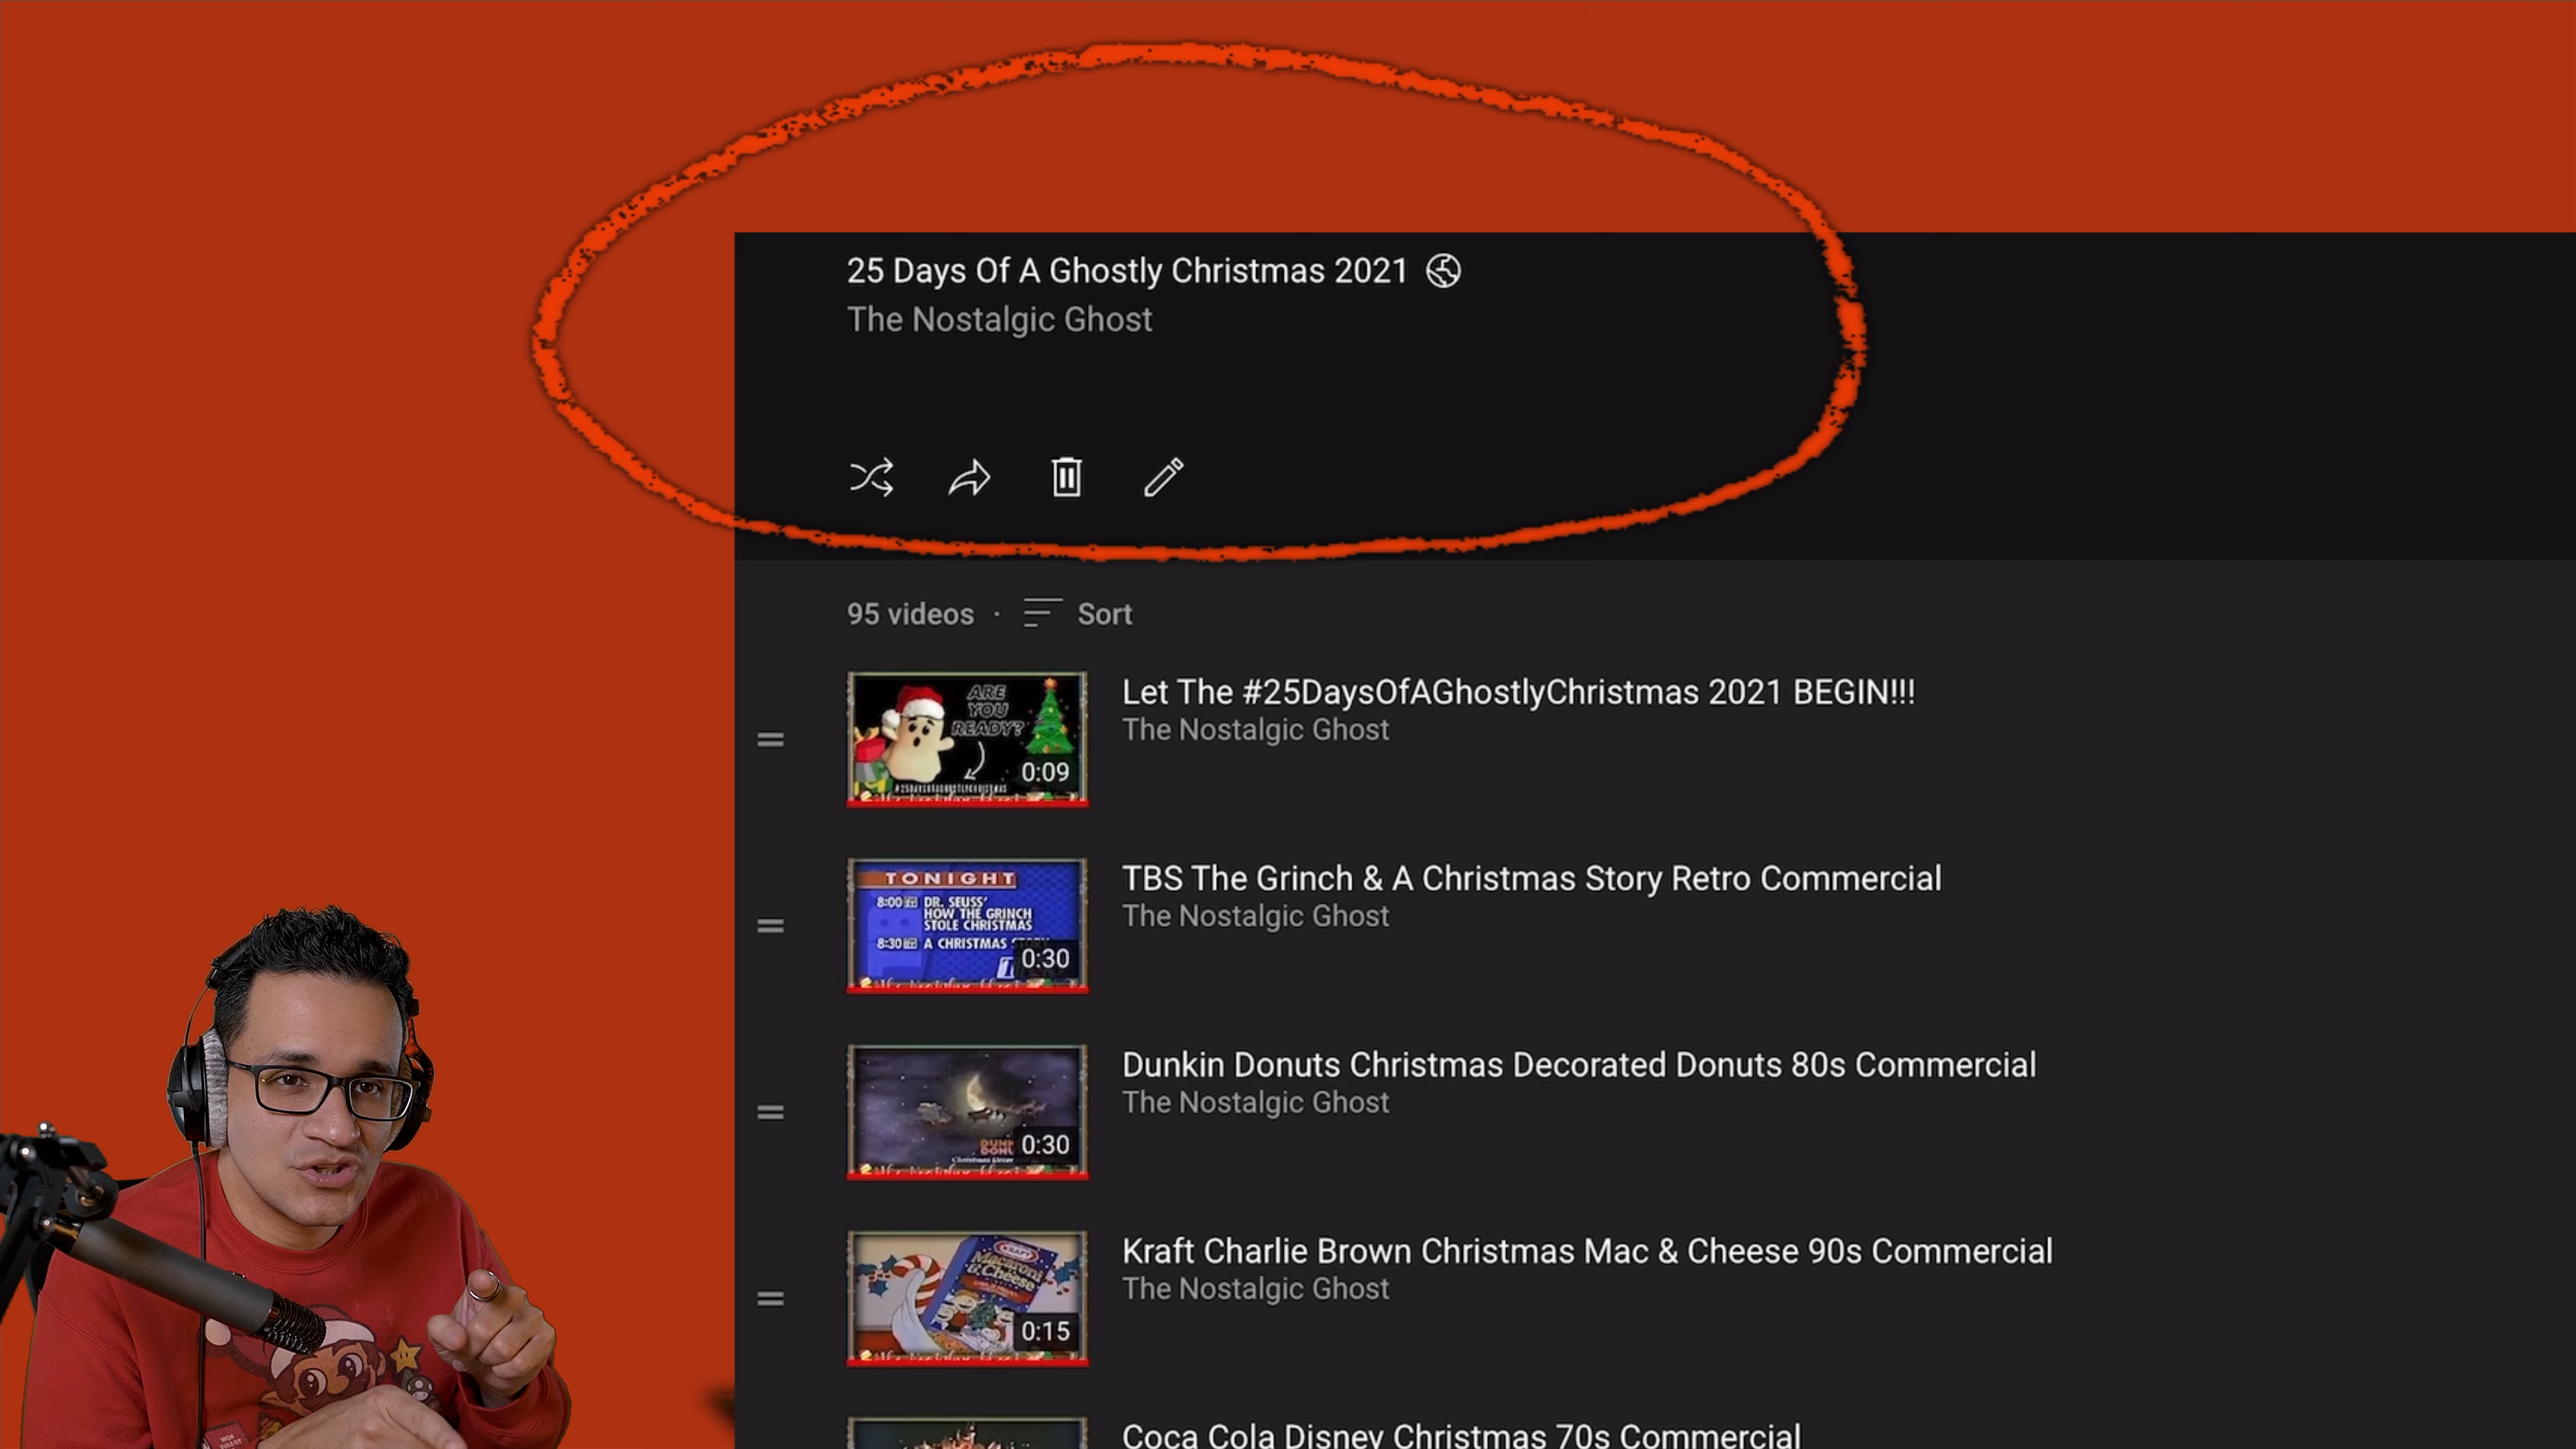 25 Days Of A Ghostly Christmas 2021
The Nostalgic Ghost
95 videos · Sort
ARE
YOU
READY?
#25DAYSOFAGHOSTLYCHRISTMAS
0:09
Let The #25DaysOfAGhostlyChristmas 2021 BEGIN!!!
The Nostalgic Ghost
TONIGHT
8:00 DR. SEUSS'
HOW THE GRINCH
STOLE CHRISTMAS
8:30 A CHRISTMAS
0:30
TBS The Grinch & A Christmas Story Retro Commercial
The Nostalgic Ghost
0:30
Dunkin Donuts Christmas Decorated Donuts 80s Commercial
The Nostalgic Ghost
KRAFT
Macaroni
& Cheese
0:15
Kraft Charlie Brown Christmas Mac & Cheese 90s Commercial
The Nostalgic Ghost
Coca Cola Disney Christmas 70s Commercial